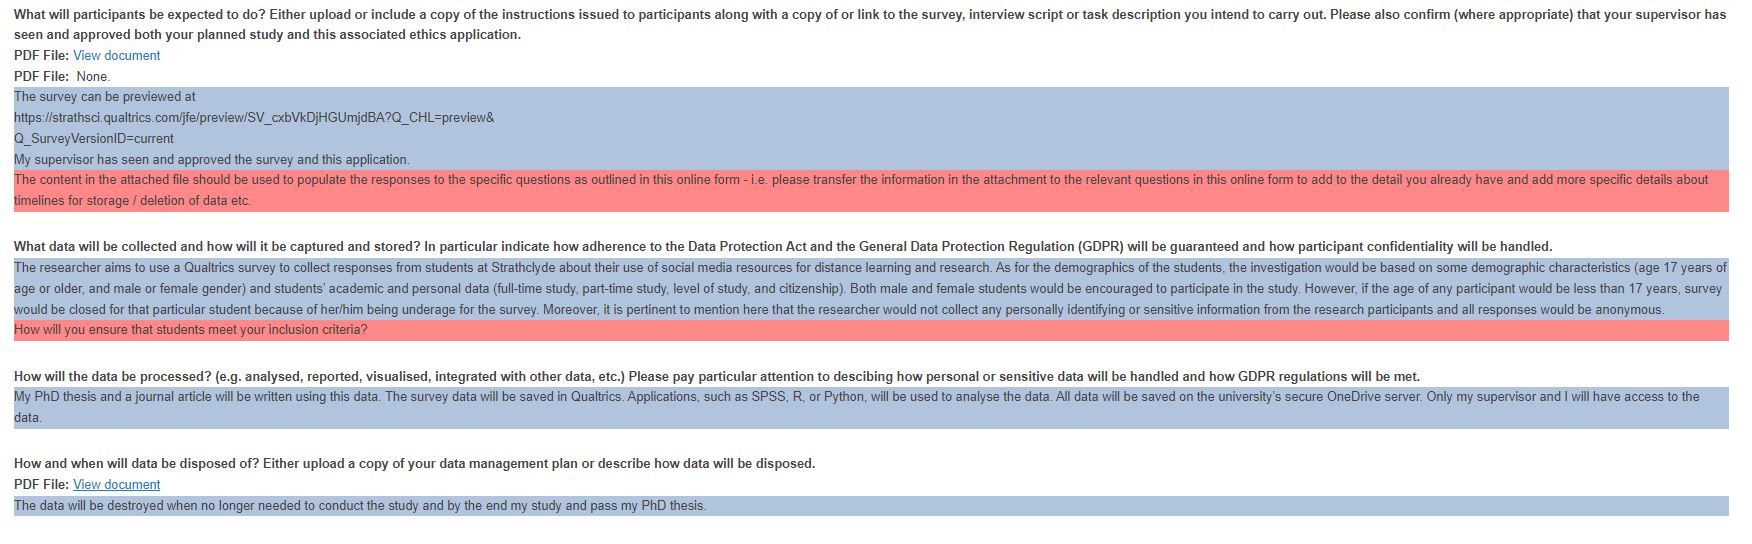 What will participants be expected to do? Either upload or include a copy of the instructions issued to participants along with a copy of or link to the survey, interview script or task description you intend to carry out. Please also confirm (where appropriate) that your supervisor has
seen and approved both your planned study and this associated ethics application.
PDF File: View document
PDF File: None.
The survey can be previewed at
https://strathsci.qualtrics.com/jfe/preview/SV_cxbVkDjHGUmjdBA?Q_CHL=preview&
Q_SurveyVersionID=current
My supervisor has seen and approved the survey and this application.
The content in the attached file should be used to populate the responses to the specific questions as outlined in this online form - i.e. please transfer the information in the attachment to the relevant questions in this online form to add to the detail you already have and add more specific details about
timelines for storage / deletion of data etc.
What data will be collected and how will it be captured and stored? In particular indicate how adherence to the Data Protection Act and the General Data Protection Regulation (GDPR) will be guaranteed and how participant confidentiality will be handled.
The researcher aims to use a Qualtrics survey to collect responses from students at Strathclyde about their use of social media resources for distance learning and research. As for the demographics of the students, the investigation would be based on some demographic characteristics (age 17 years of
age or older, and male or female gender) and students' academic and personal data (full-time study, part-time study, level of study, and citizenship). Both male and female students would be encouraged to participate in the study. However, if the age of any participant would be less than 17 years, survey
would be closed for that particular student because of her/him being underage for the survey. Moreover, it is pertinent to mention here that the researcher would not collect any personally identifying or sensitive information from the research participants and all responses would be anonymous.
How will you ensure that students meet your inclusion criteria?
How will the data be processed? (e.g. analysed, reported, visualised, integrated with other data, etc.) Please pay particular attention to descibing how personal or sensitive data will be handled and how GDPR regulations will be met.
My PhD thesis and a journal article will be written using this data. The survey data will be saved in Qualtrics. Applications, such as SPSS, R, or Python, will be used to analyse the data. All data will be saved on the university's secure OneDrive server. Only my supervisor and I will have access to the
data.
How and when will data be disposed of? Either upload a copy of your data management plan or describe how data will be disposed.
PDF File: View document
The data will be destroyed when no longer needed to conduct the study and by the end my study and pass my PhD thesis.